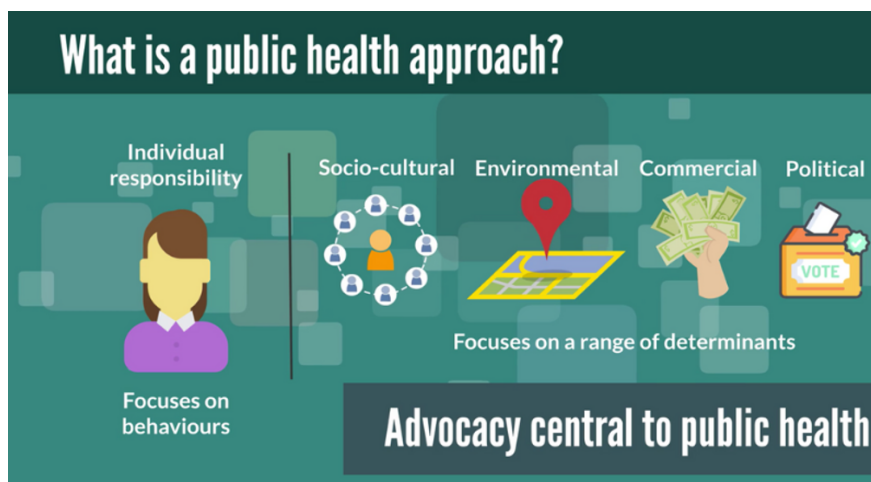 What is a public health approach?
Individual
responsibility
Socio-cultural
Environmental
Commercial
Political
VOTE
Focuses on a range of determinants
Focuses on
behaviours
Advocacy central to public health